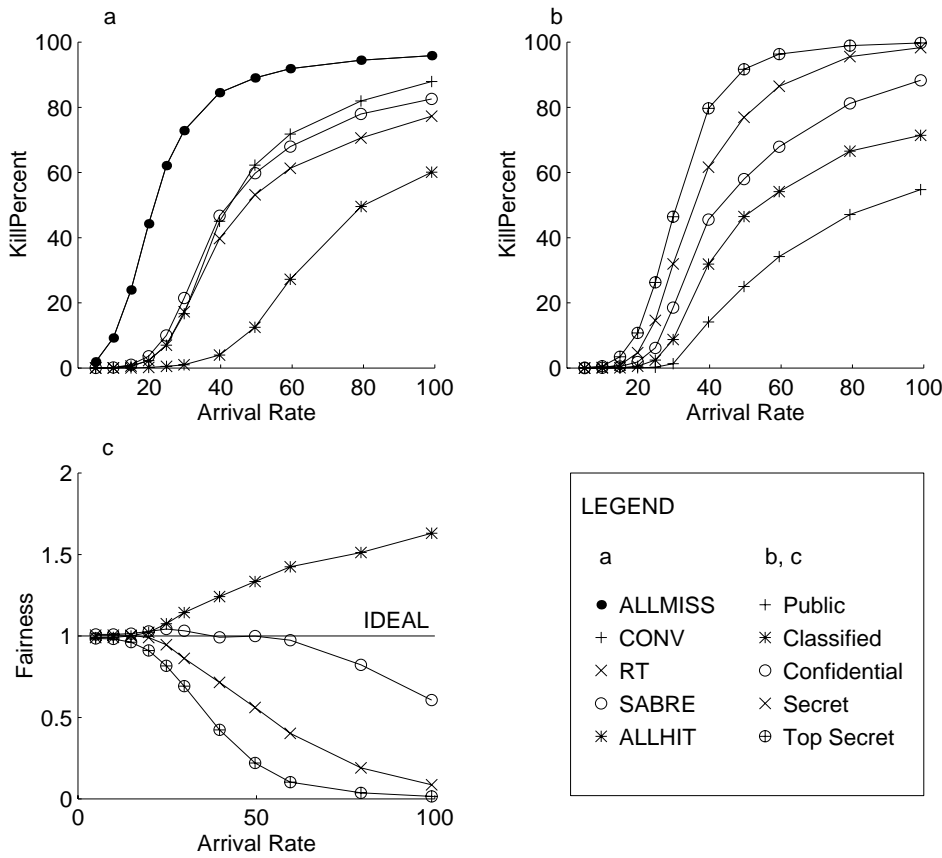 a
100
80
60
40
20
0
KillPercent
20 40 60 80 100
Arrival Rate
b
100
80
60
40
20
0
KillPercent
20 40 60 80 100
Arrival Rate
c
2
1.5
1
0.5
0
Fairness
IDEAL
0 50 100
Arrival Rate
LEGEND
a b, c
ALLMISS Public
CONV Classified
RT Confidential
SABRE Secret
ALLHIT Top Secret